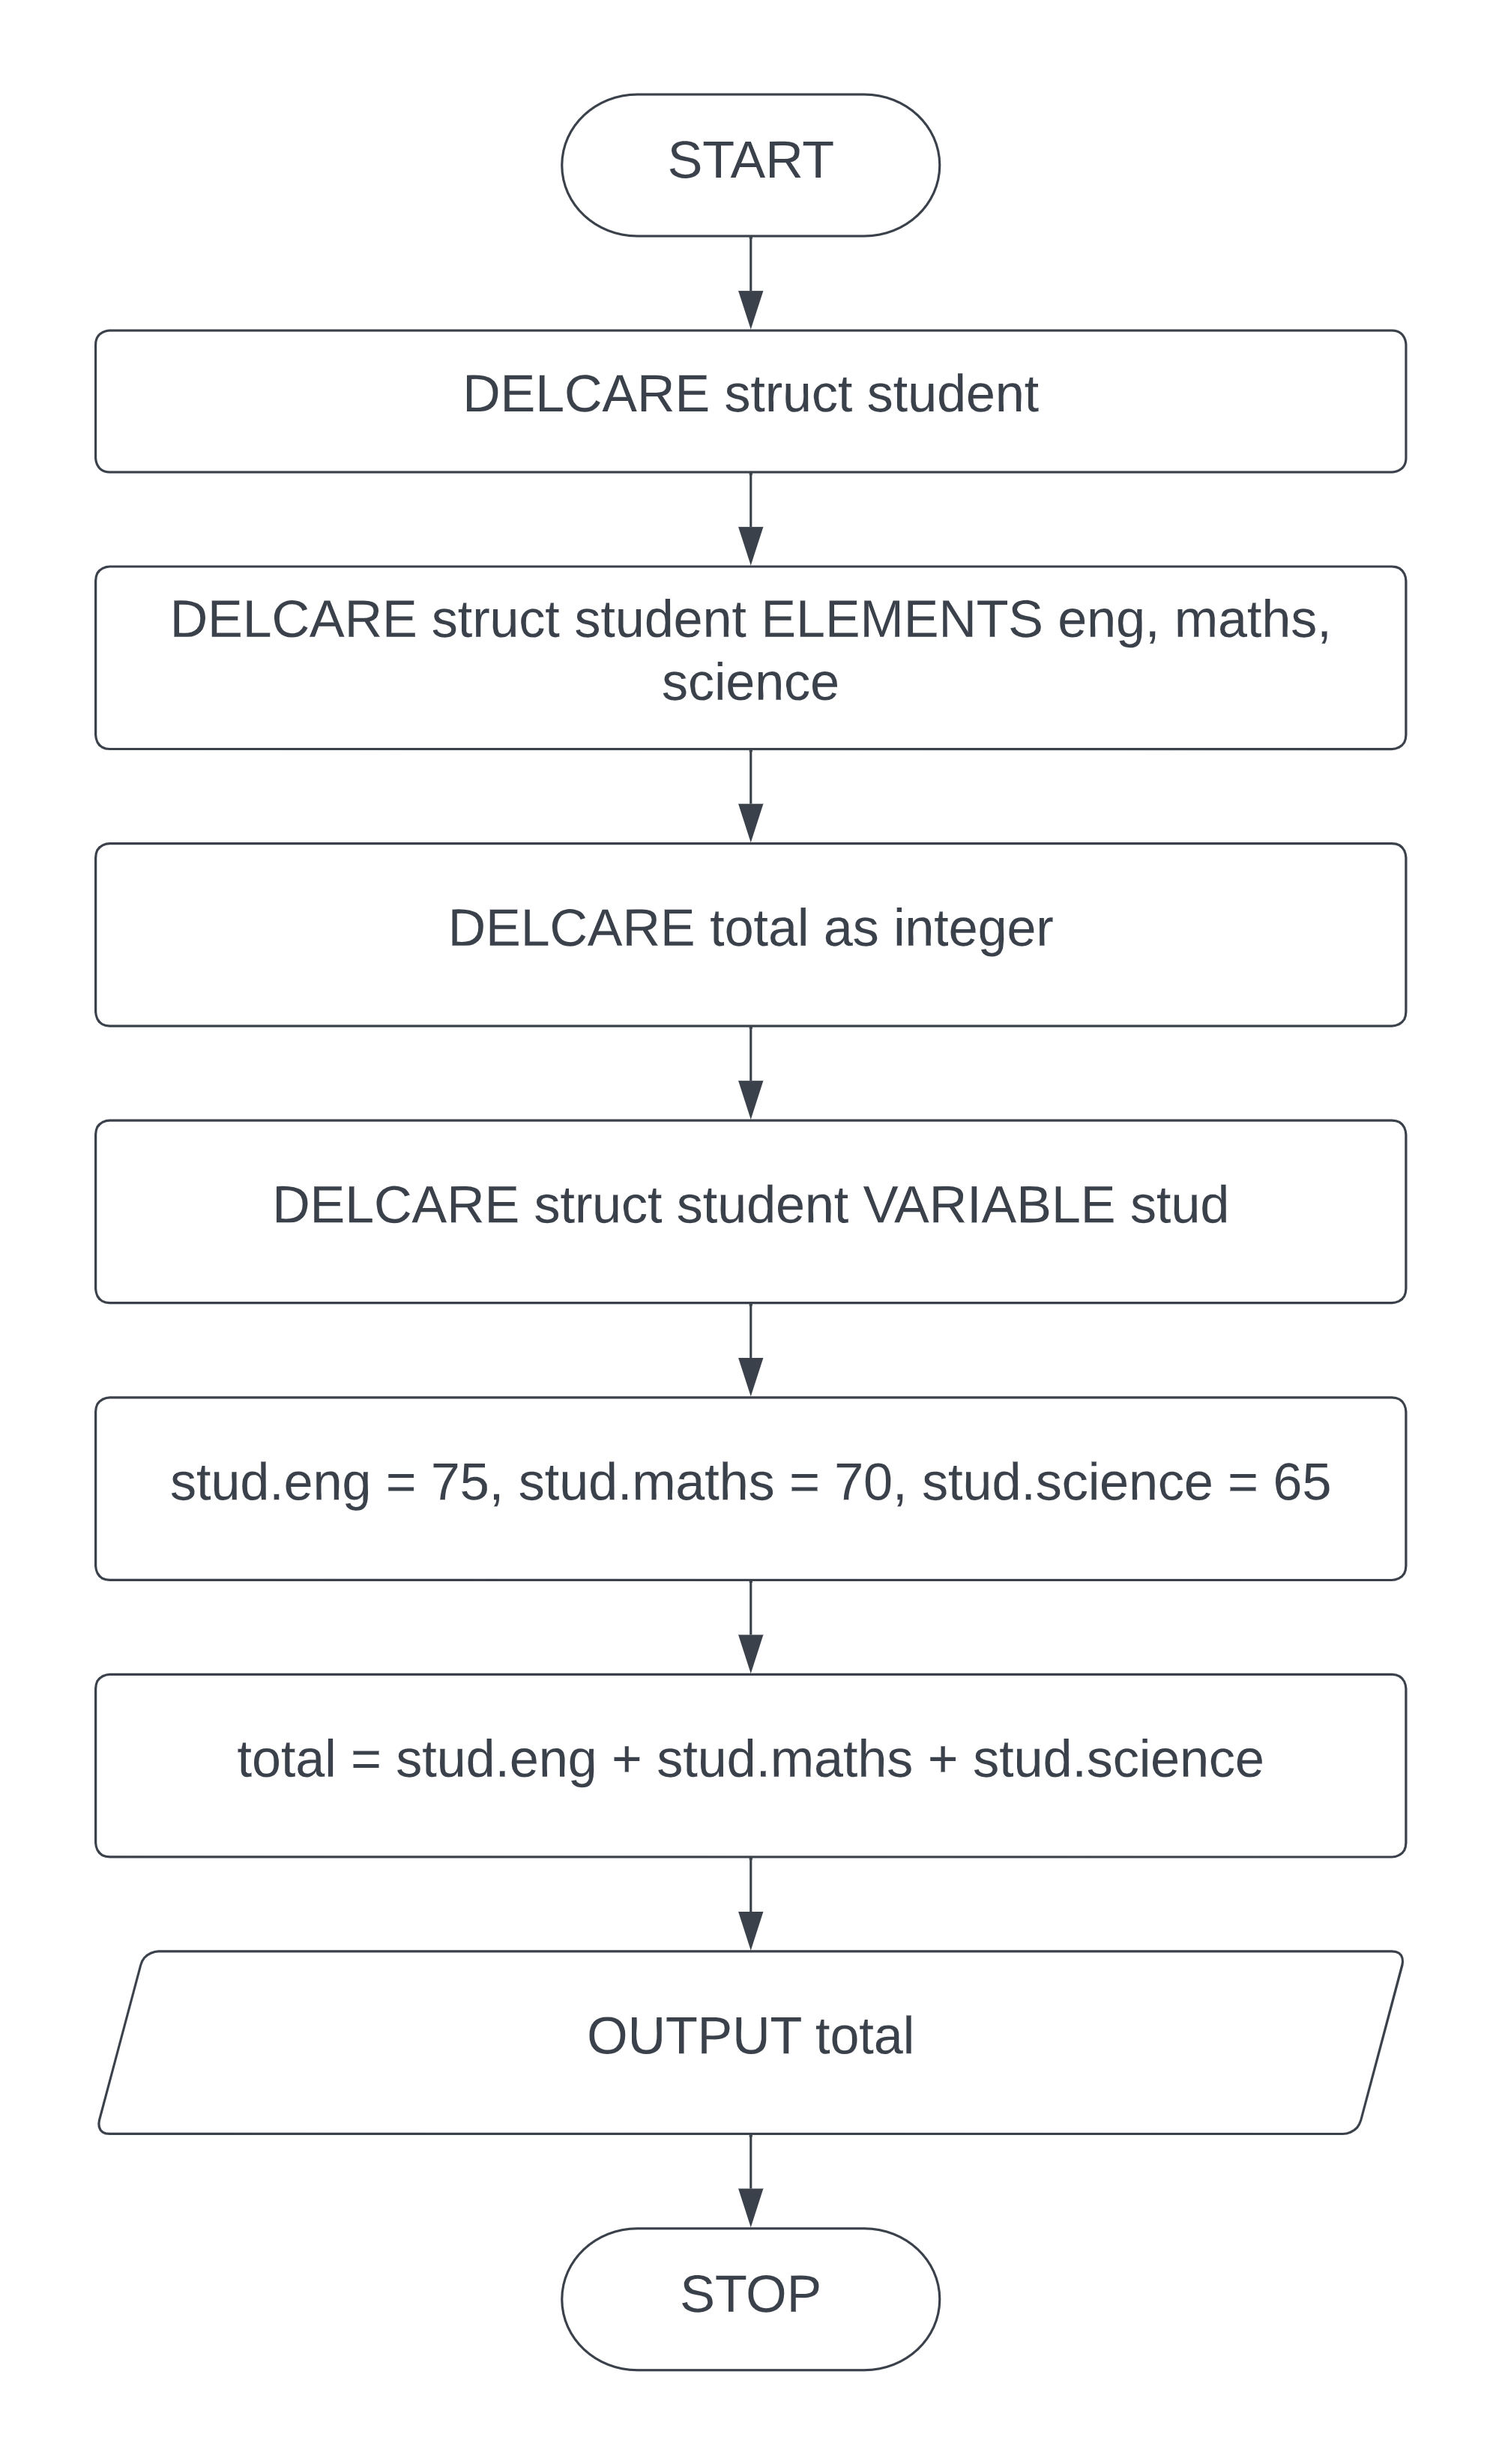 START
DELCARE struct student
DELCARE struct student ELEMENTS eng, maths,
science
DELCARE total as integer
DELCARE struct student VARIABLE stud
stud.eng = 75, stud.maths = 70, stud.science = 65
total = stud.eng + stud.maths + stud.science
OUTPUT total
STOP